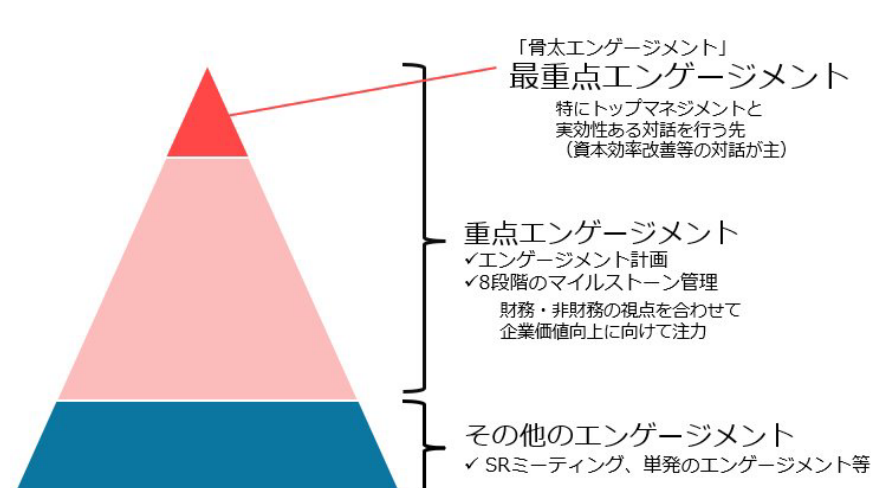 「骨太エンゲージメント」
最重点エンゲージメント
特にトップマネジメントと
実効性ある対話を行う先
（資本効率改善等の対話が主）
重点エンゲージメント
✓エンゲージメント計画
✓8段階のマイルストーン管理
財務・非財務の視点を合わせて
企業価値向上に向けて注力
その他のエンゲージメント
✓ SRミーティング、単発のエンゲージメント等